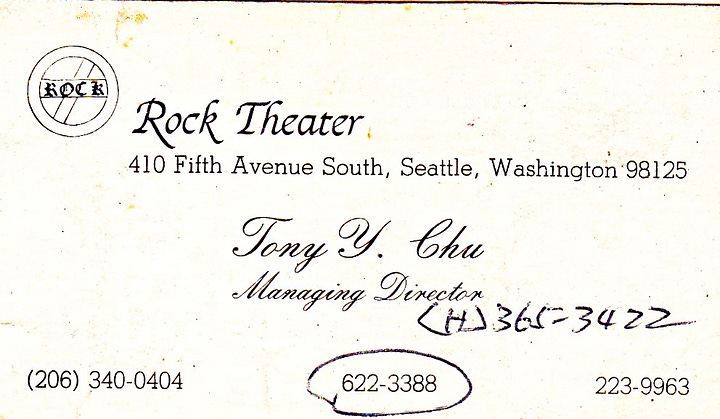 ROCK
Rock Theater
410 Fifth Avenue South, Seattle, Washington 98125
Tony Y. Chu
Managing Director
(H) 365-3422
(206) 340-0404 622-3388 223-9963